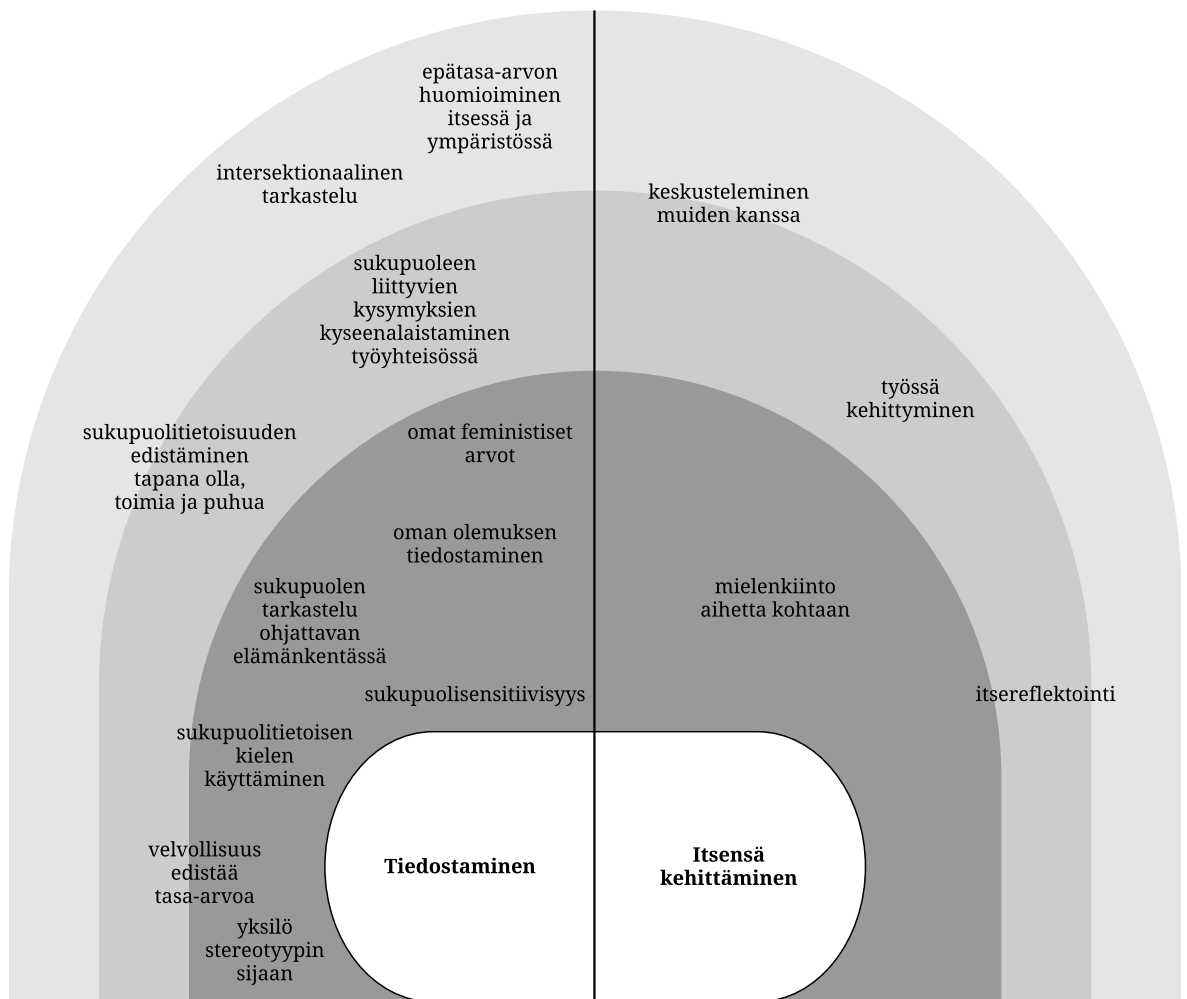 epätasa-arvon
huomioiminen
itsessä ja
ympäristössä
intersektionaalinen
tarkastelu
keskusteleminen
muiden kanssa
sukupuoleen
liittyvien
kysymyksien
kyseenalaistaminen
työyhteisössä
työssä
kehittyminen
sukupuolitietoisuuden
edistäminen
tapana olla,
toimia ja puhua
omat feministiset
arvot
oman olemuksen
tiedostaminen
sukupuolen
tarkastelu
ohjattavan
elämänkentässä
mielenkiinto
aihetta kohtaan
sukupuolisensitiivisyys
itsereflektointi
sukupuolitietoisen
kielen
käyttäminen
velvollisuus
edistää
tasa-arvoa
yksilö
stereotyypin
sijaan
Tiedostaminen
Itsensä
kehittäminen